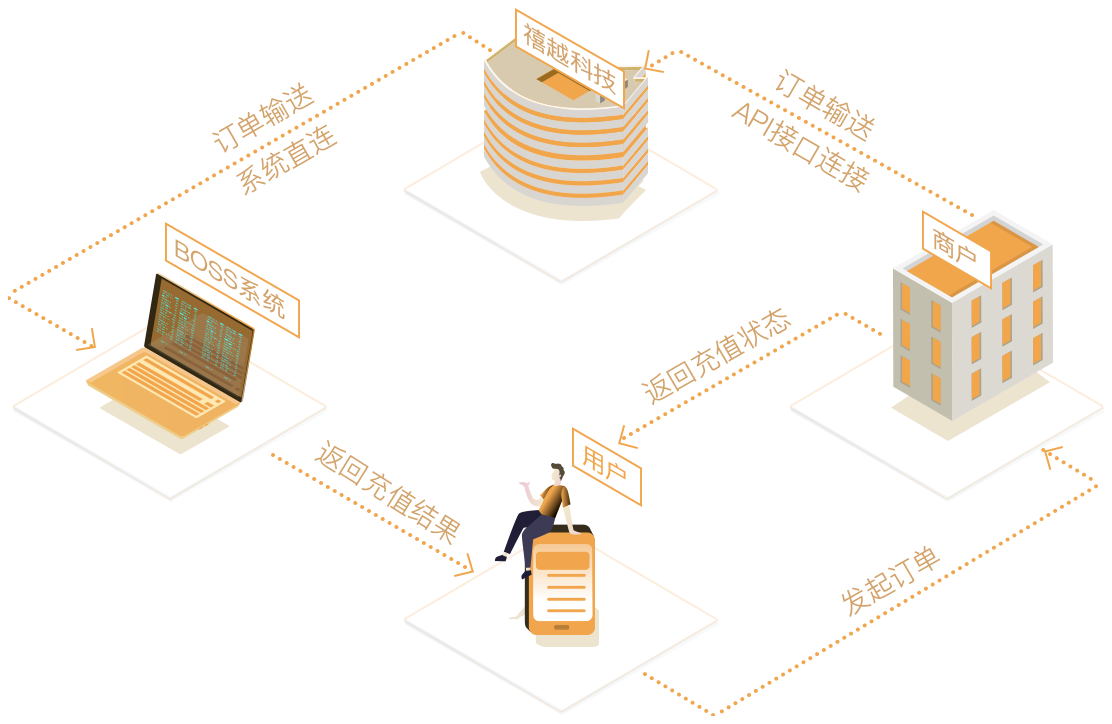 禧越科技
订单输送
系统直连
订单输送
API接口连接
BOSS系统
商户
返回充值状态
用户
返回充值结果
发起订单